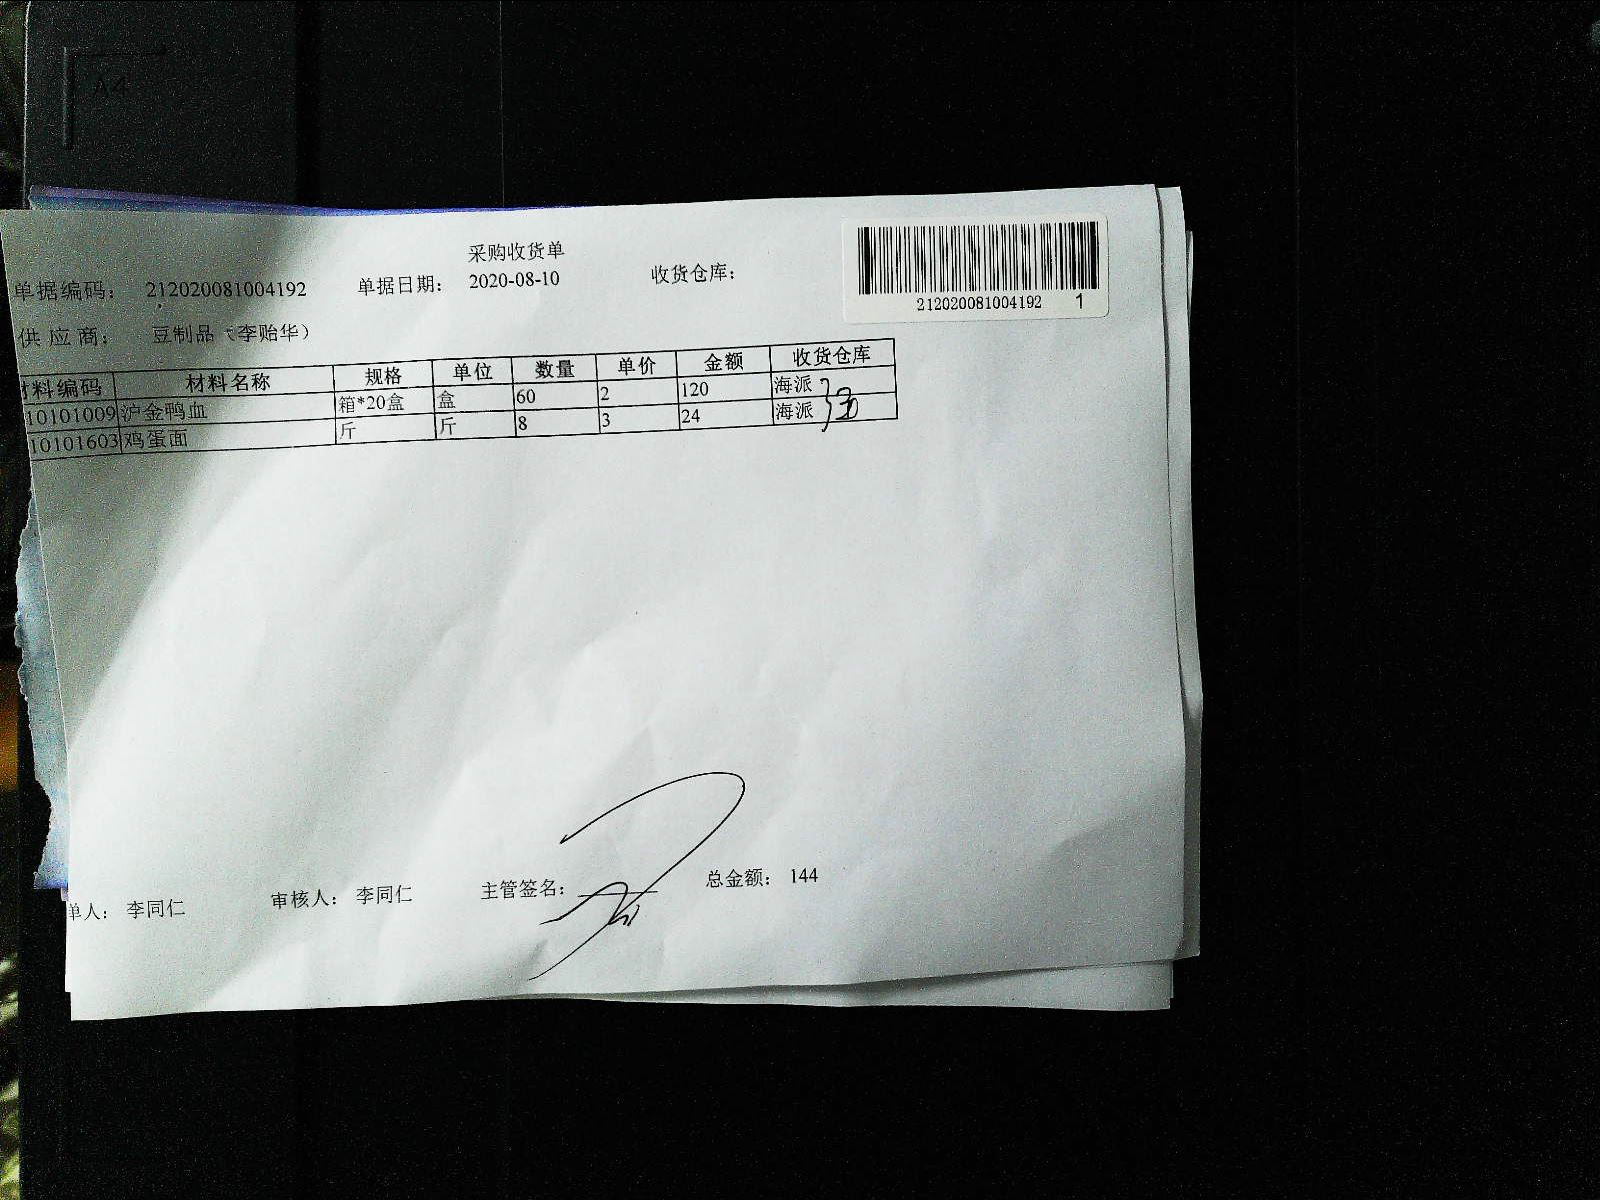 A4
采购收货单
单据编码： 212020081004192 单据日期： 2020-08-10 收货仓库：
212020081004192 1
供应商： 豆制品（李贻华）
材料编码 材料名称 规格 单位 数量 单价 金额 收货仓库
10101009 沪金鸭血 箱*20盒 盒 60 2 120 海派
10101603 鸡蛋面 斤 斤 8 3 24 海派
单人： 李同仁 审核人： 李同仁 主管签名： 总金额： 144